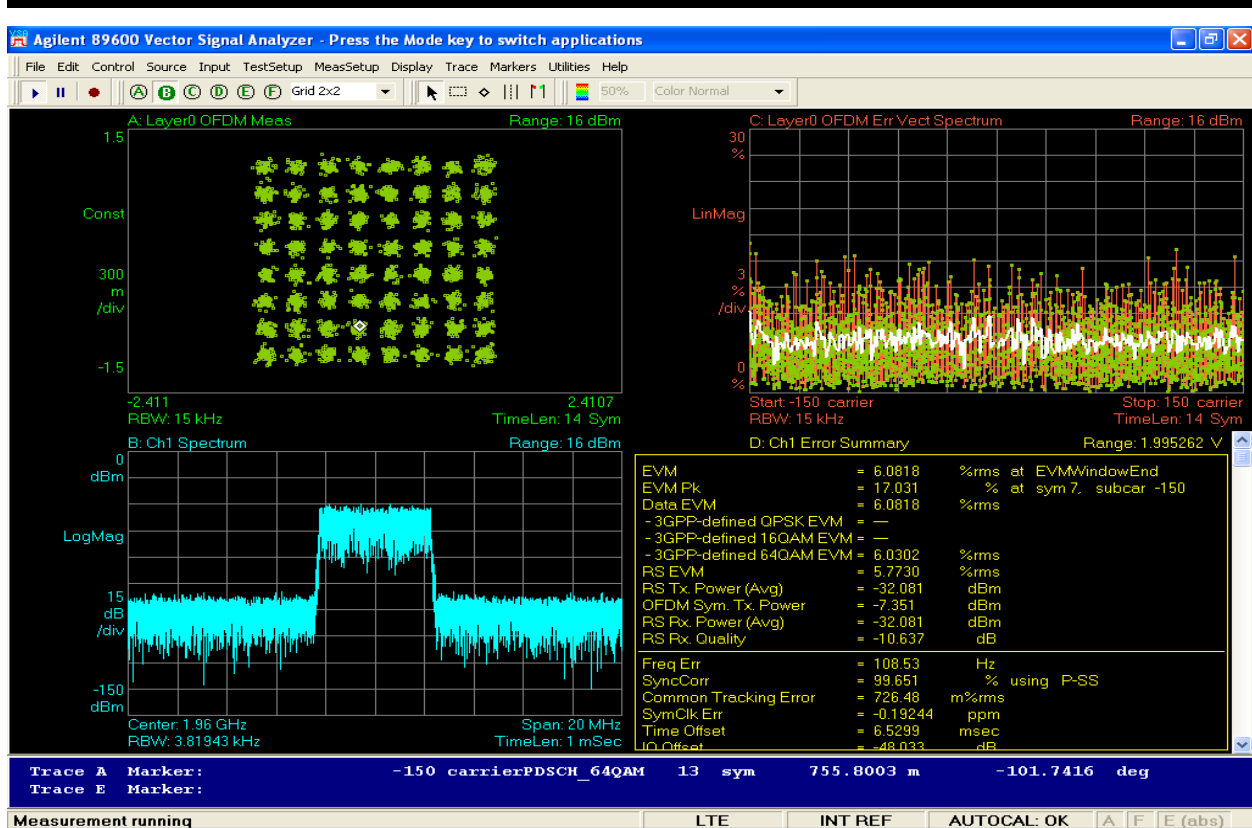 Agilent 89600 Vector Signal Analyzer - Press the Mode key to switch applications
File Edit Control Source Input TestSetup MeasSetup Display Trace Markers Utilities Help
A B C D E F Grid 2x2 50% Color Normal
A: Layer0 OFDM Meas Range: 16 dBm
1.5
Const
300
m
/div
-1.5
-2.411 2.4107
RBW: 15 kHz TimeLen: 14 Sym
C: Layer0 OFDM Err Vect Spectrum Range: 16 dBm
30
%
LinMag
3
%
/div
0
%
Start: -150 carrier Stop: 150 carrier
RBW: 15 kHz TimeLen: 14 Sym
B: Ch1 Spectrum Range: 16 dBm
0
dBm
LogMag
15
dB
/div
-150
dBm
Center: 1.96 GHz Span: 20 MHz
RBW: 3.81943 kHz TimeLen: 1 mSec
D: Ch1 Error Summary Range: 1.995262 V
EVM = 6.0818 %rms at EVMWindowEnd
EVM Pk = 17.031 % at sym 7, subcar -150
Data EVM = 6.0818 %rms
- 3GPP-defined QPSK EVM = —
- 3GPP-defined 16QAM EVM = —
- 3GPP-defined 64QAM EVM = 6.0302 %rms
RS EVM = 5.7730 %rms
RS Tx. Power (Avg) = -32.081 dBm
OFDM Sym. Tx. Power = -7.351 dBm
RS Rx. Power (Avg) = -32.081 dBm
RS Rx. Quality = -10.637 dB
Freq Err = 108.53 Hz
SyncCorr = 99.651 % using P-SS
Common Tracking Error = 726.48 m%rms
SymClk Err = -0.19244 ppm
Time Offset = 6.5299 msec
IQ Offset = -48.033 dB
Trace A Marker: -150 carrierPDSCH_64QAM 13 sym 755.8003 m -101.7416 deg
Trace E Marker:
Measurement running LTE INT REF AUTOCAL: OK A F E (abs)